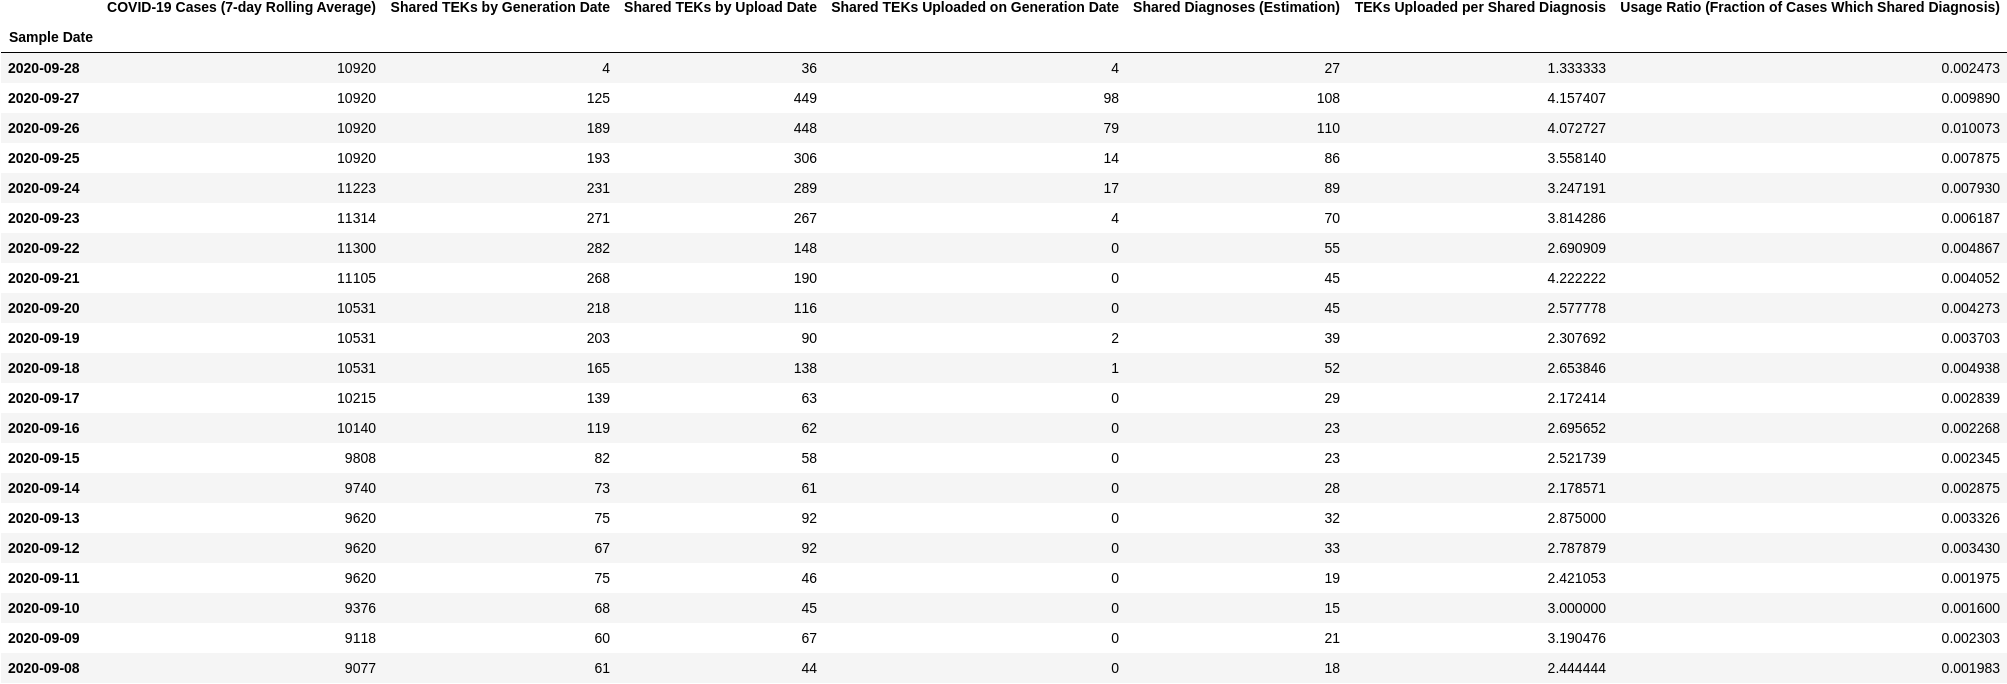 COVID-19 Cases (7-day Rolling Average) Shared TEKs by Generation Date Shared TEKs by Upload Date Shared TEKs Uploaded on Generation Date Shared Diagnoses (Estimation) TEKs Uploaded per Shared Diagnosis Usage Ratio (Fraction of Cases Which Shared Diagnosis)
Sample Date
2020-09-28 10920 4 36 4 27 1.333333 0.002473
2020-09-27 10920 125 449 98 108 4.157407 0.009890
2020-09-26 10920 189 448 79 110 4.072727 0.010073
2020-09-25 10920 193 306 14 86 3.558140 0.007875
2020-09-24 11223 231 289 17 89 3.247191 0.007930
2020-09-23 11314 271 267 4 70 3.814286 0.006187
2020-09-22 11300 282 148 0 55 2.690909 0.004867
2020-09-21 11105 268 190 0 45 4.222222 0.004052
2020-09-20 10531 218 116 0 45 2.577778 0.004273
2020-09-19 10531 203 90 2 39 2.307692 0.003703
2020-09-18 10531 165 138 1 52 2.653846 0.004938
2020-09-17 10215 139 63 0 29 2.172414 0.002839
2020-09-16 10140 119 62 0 23 2.695652 0.002268
2020-09-15 9808 82 58 0 23 2.521739 0.002345
2020-09-14 9740 73 61 0 28 2.178571 0.002875
2020-09-13 9620 75 92 0 32 2.875000 0.003326
2020-09-12 9620 67 92 0 33 2.787879 0.003430
2020-09-11 9620 75 46 0 19 2.421053 0.001975
2020-09-10 9376 68 45 0 15 3.000000 0.001600
2020-09-09 9118 60 67 0 21 3.190476 0.002303
2020-09-08 9077 61 44 0 18 2.444444 0.001983